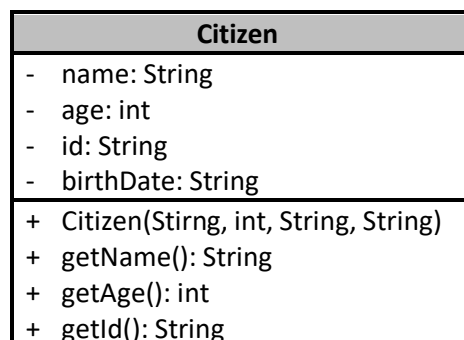 Citizen
- name: String
- age: int
- id: String
- birthDate: String
+ Citizen(Stirng, int, String, String)
+ getName(): String
+ getAge(): int
+ getId(): String